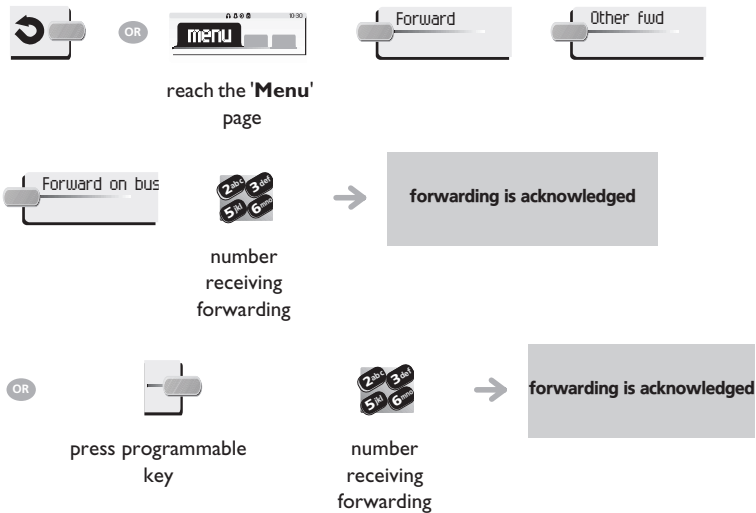 OR
10:30
menu
Forward
Other fwd
reach the 'Menu'
page
Forward on bus
2abc 3def
5jkl 6mno
forwarding is acknowledged
number
receiving
forwarding
OR
2abc 3def
5jkl 6mno
forwarding is acknowledged
press programmable
key
number
receiving
forwarding